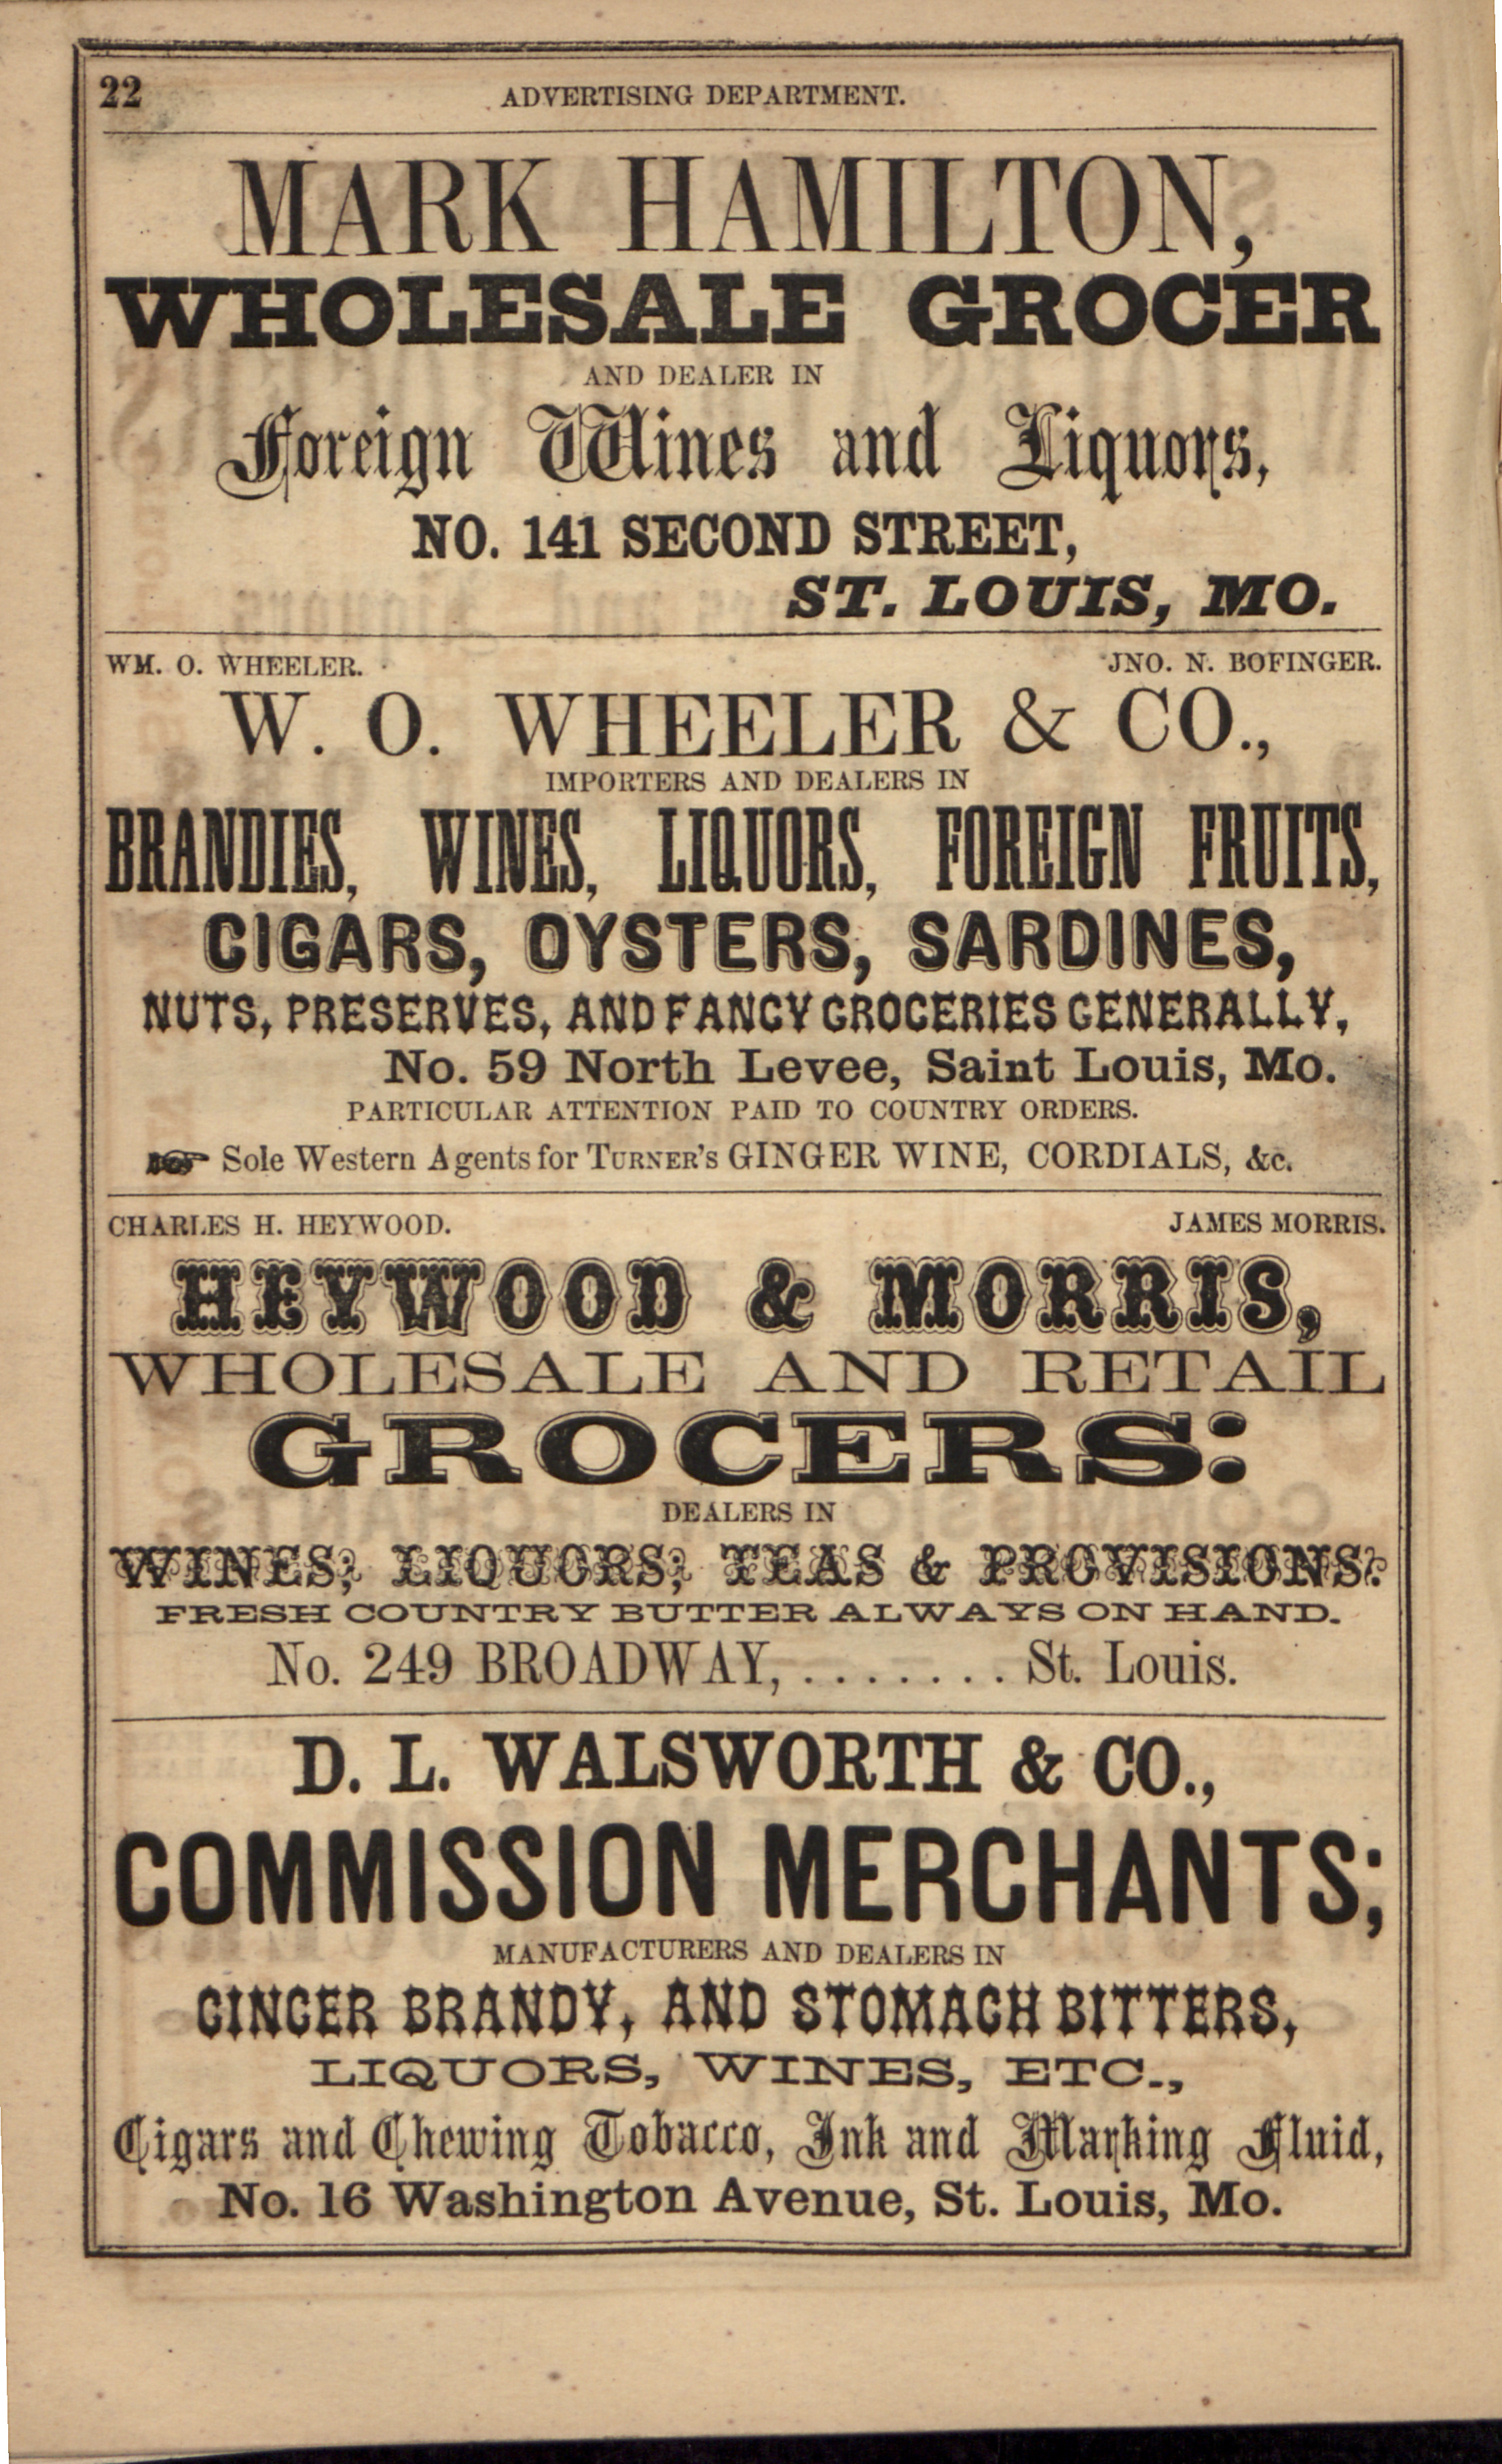 22
ADVERTISING DEPARTMENT.
MARK HAMILTON,
WHOLESALE GROCER
AND DEALER IN
Foreign Wines and Liquors,
NO. 141 SECOND STREET,
ST. LOUIS, MO.
WM. O. WHEELER. JNO. N. BOFINGER.
W. O. WHEELER & CO.,
IMPORTERS AND DEALERS IN
BRANDIES, WINES, LIQUORS, FOREIGN FRUITS,
CIGARS, OYSTERS, SARDINES,
NUTS, PRESERVES, AND FANCY GROCERIES GENERALLY,
No. 59 North Levee, Saint Louis, Mo.
PARTICULAR ATTENTION PAID TO COUNTRY ORDERS.
☞ Sole Western Agents for TURNER'S GINGER WINE, CORDIALS, &c.
CHARLES H. HEYWOOD. JAMES MORRIS.
HEYWOOD & MORRIS,
WHOLESALE AND RETAIL
GROCERS:
DEALERS IN
WINES; LIQUORS; TEAS & PROVISIONS:
FRESH COUNTRY BUTTER ALWAYS ON HAND.
No. 249 BROADWAY, . . . . . . . St. Louis.
D. L. WALSWORTH & CO.,
COMMISSION MERCHANTS;
MANUFACTURERS AND DEALERS IN
GINGER BRANDY, AND STOMACH BITTERS,
LIQUORS, WINES, ETC.,
Cigars and Chewing Tobacco, Ink and Marking Fluid,
No. 16 Washington Avenue, St. Louis, Mo.